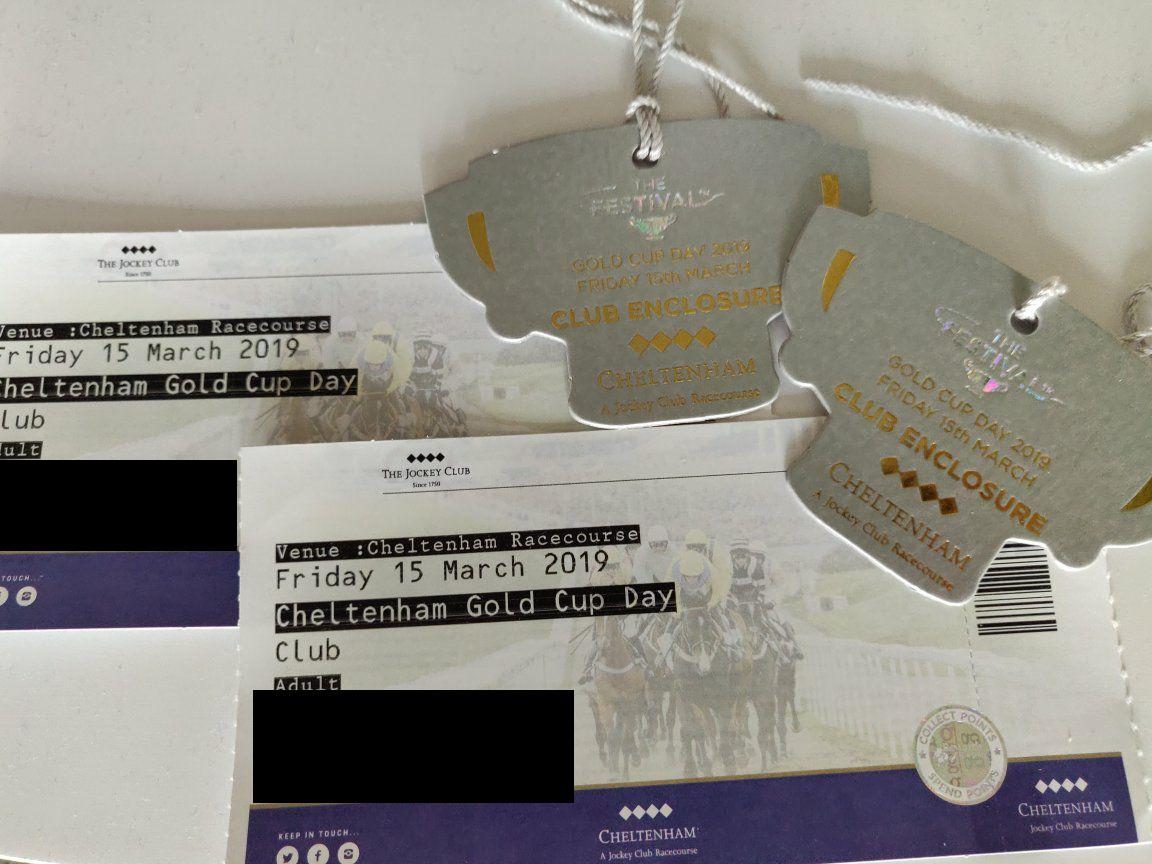 THE
FESTIVAL™
GOLD CUP DAY 2019
FRIDAY 15th MARCH
CLUB ENCLOSURE
CHELTENHAM
A Jockey Club Racecourse
THE
FESTIVAL™
GOLD CUP DAY 2019
FRIDAY 15th MARCH
CLUB ENCLOSURE
CHELTENHAM
A Jockey Club Racecourse
THE JOCKEY CLUB
Since 1750
Venue :Cheltenham Racecourse
Friday 15 March 2019
Cheltenham Gold Cup Day
Club
Adult
TOUCH...
THE JOCKEY CLUB
Since 1750
Venue :Cheltenham Racecourse
Friday 15 March 2019
Cheltenham Gold Cup Day
Club
Adult
COLLECT POINTS
SPEND POINTS
KEEP IN TOUCH...
CHELTENHAM
A Jockey Club Racecourse
CHELTENHAM
Jockey Club Racecourse